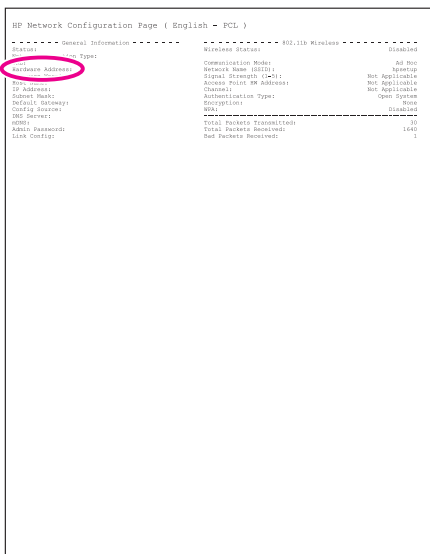 HP Network Configuration Page ( English - PCL )
General Information
Status:
tion Type:
Hardware Address:
IP Address:
Subnet Mask:
Default Gateway:
Config Source:
DNS Server:
mDNS:
Admin Password:
Link Config:
802.11b Wireless
Wireless Status: Disabled
Communication Mode: Ad Hoc
Network Name (SSID): hpsetup
Signal Strength (1-5): Not Applicable
Access Point HW Address: Not Applicable
Channel: Not Applicable
Authentication Type: Open System
Encryption: None
WPA: Disabled
Total Packets Transmitted: 30
Total Packets Received: 1640
Bad Packets Received: 1